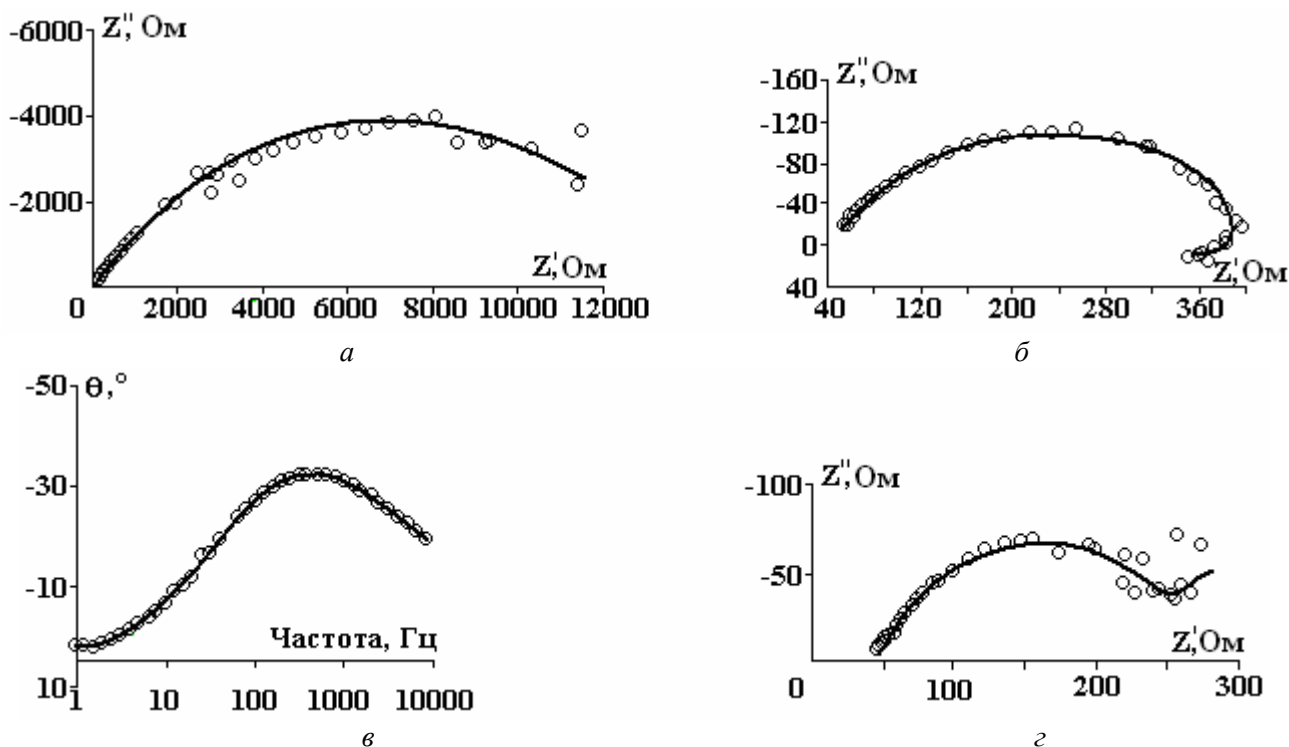 -6000 Z", Ом
-4000
-2000
Z', Ом
0 2000 4000 6000 8000 10000 12000
а
-160 Z", Ом
-120
-80
-40
0
40
Z', Ом
40 120 200 280 360
б
-50 θ, °
-30
-10
10
Частота, Гц
1 10 100 1000 10000
в
-100 Z", Ом
-50
Z', Ом
0 100 200 300
г